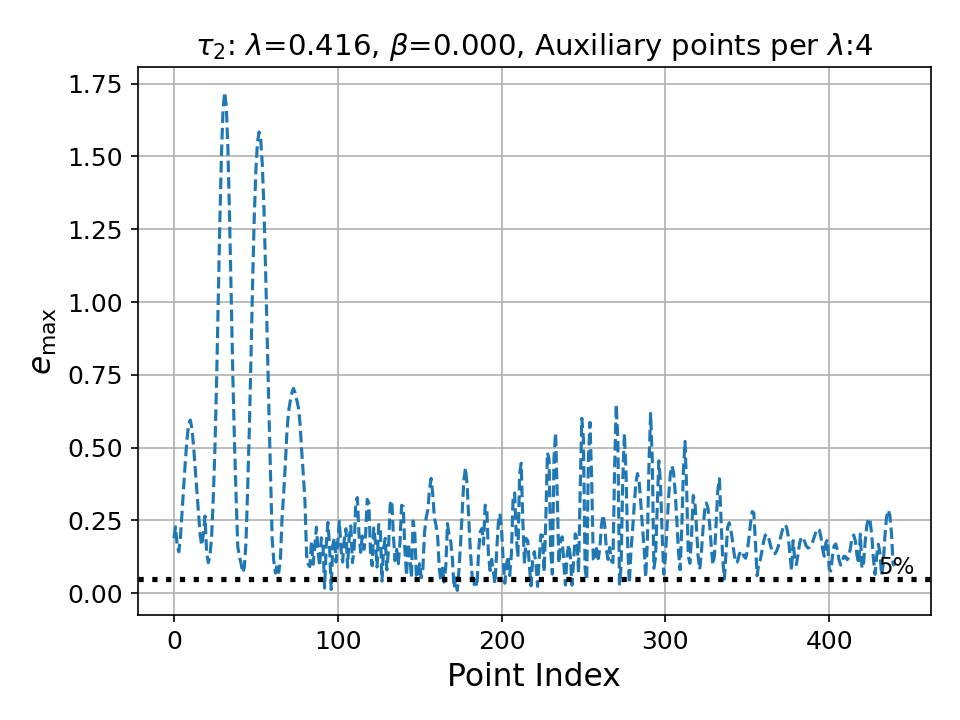 τ₂: λ=0.416, β=0.000, Auxiliary points per λ:4
1.75
1.50
1.25
1.00
0.75
0.50
0.25
0.00
e_max
5%
0 100 200 300 400
Point Index